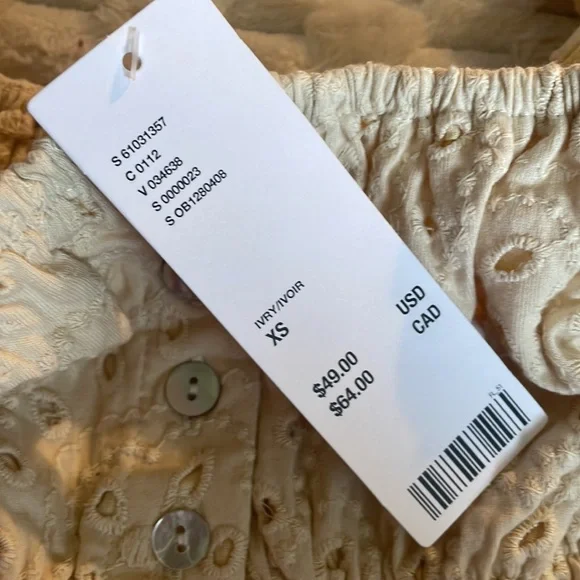 S 61031357
C 0112
V 034638
S 0000023
S OB1280408
IVRY/IVOIR
XS
$49.00 USD
$64.00 CAD